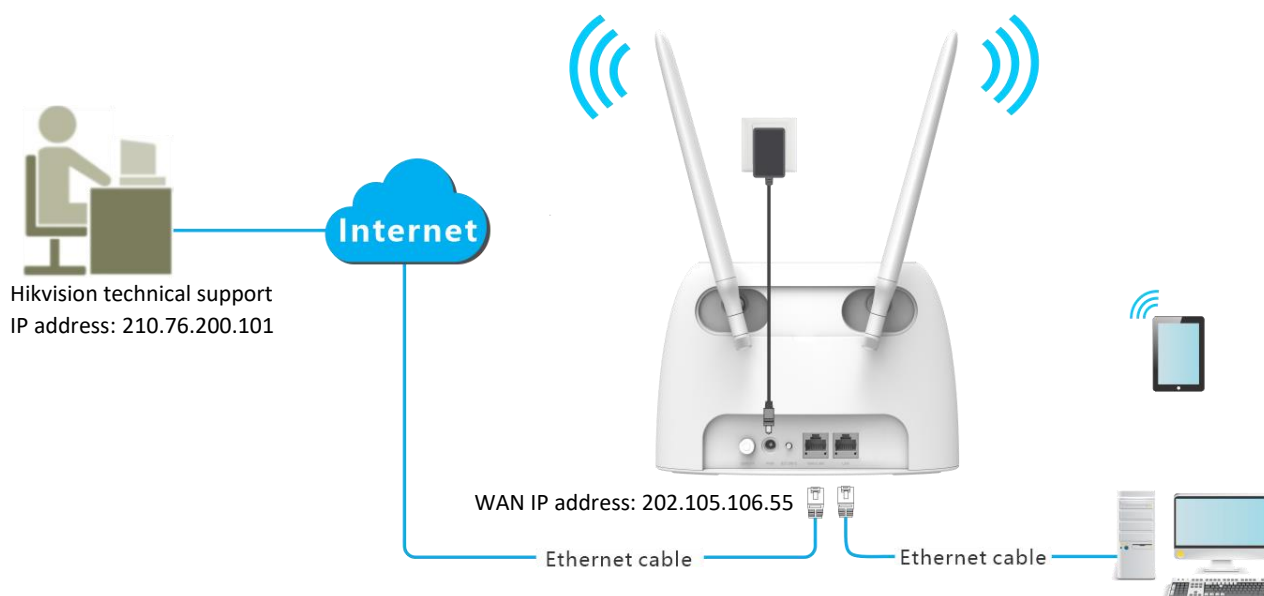 Internet
Hikvision technical support
IP address: 210.76.200.101
WAN IP address: 202.105.106.55
Ethernet cable
Ethernet cable